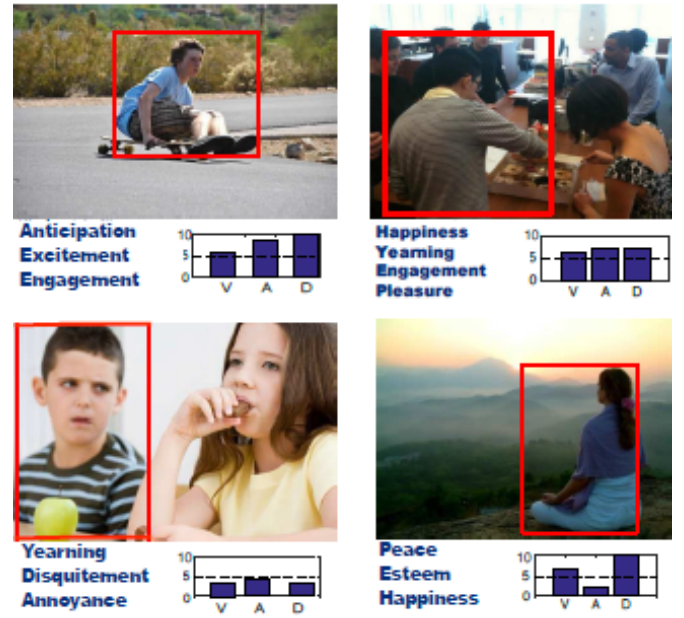 Anticipation
Excitement
Engagement
10
5
V A D
Happiness
Yearning
Engagement
Pleasure
10
5
0
V A D
Yearning
Disquitement
Annoyance
10
5
0
V A D
Peace
Esteem
Happiness
10
5
0
V A D